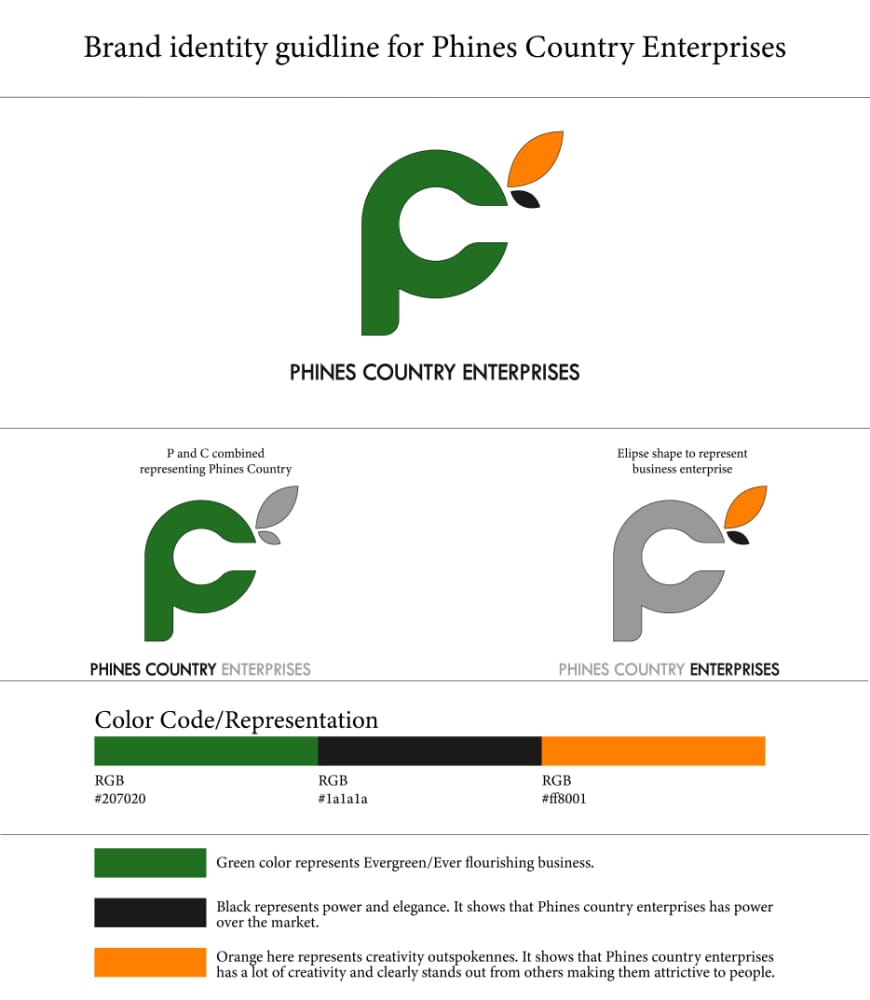 Brand identity guidline for Phines Country Enterprises
PHINES COUNTRY ENTERPRISES
P and C combined
representing Phines Country
Elipse shape to represent
business enterprise
PHINES COUNTRY ENTERPRISES
PHINES COUNTRY ENTERPRISES
Color Code/Representation
RGB
#207020
RGB
#1a1a1a
RGB
#ff8001
Green color represents Evergreen/Ever flourishing business.
Black represents power and elegance. It shows that Phines country enterprises has power
over the market.
Orange here represents creativity outspokennes. It shows that Phines country enterprises
has a lot of creativity and clearly stands out from others making them attrictive to people.